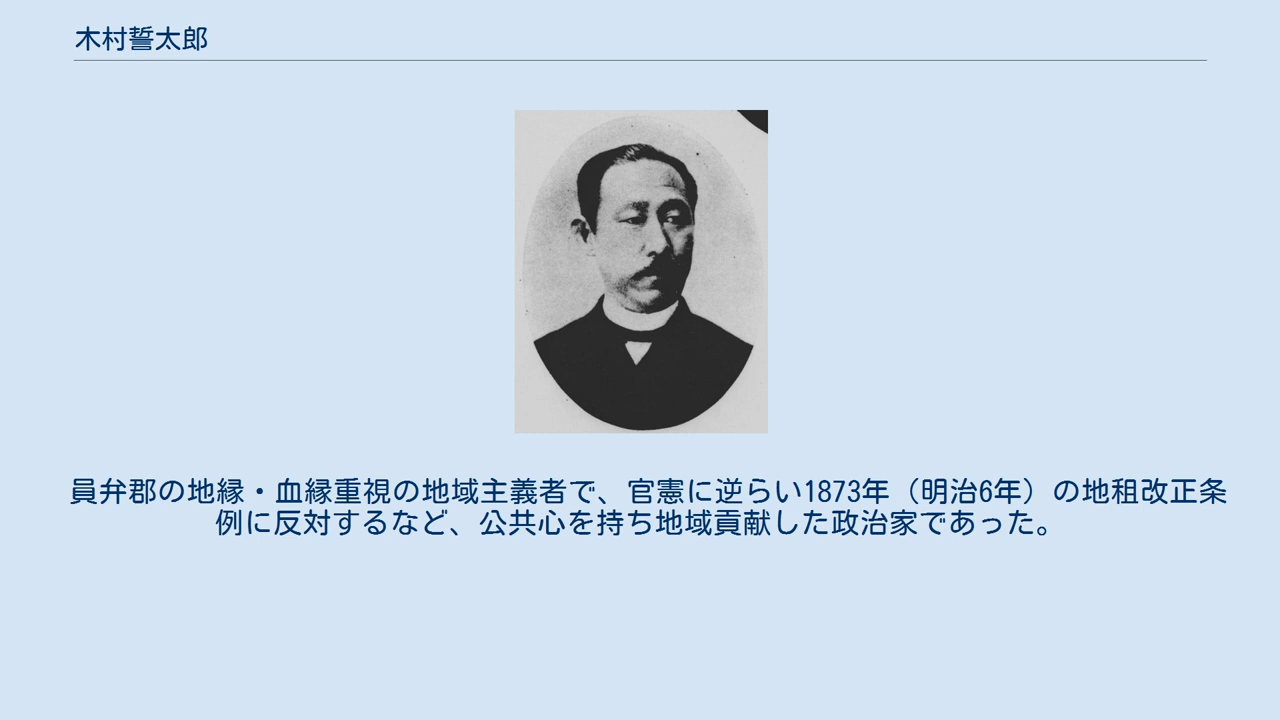 木村誓太郎
員弁郡の地縁・血縁重視の地域主義者で、官憲に逆らい1873年（明治6年）の地租改正条
例に反対するなど、公共心を持ち地域貢献した政治家であった。